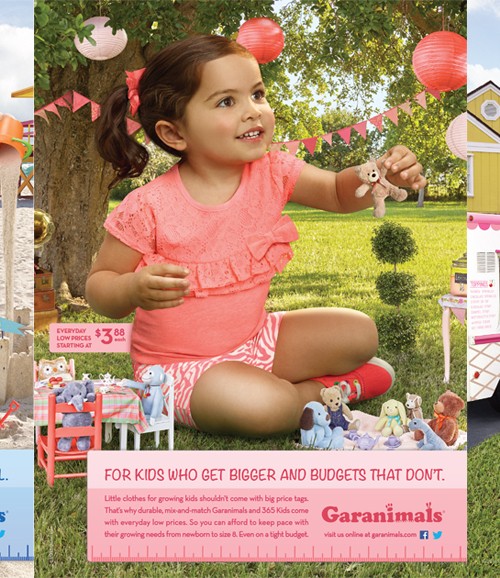 EVERYDAY
LOW PRICES
STARTING AT
$3.88
each
FOR KIDS WHO GET BIGGER AND BUDGETS THAT DON'T.
Little clothes for growing kids shouldn't come with big price tags.
That's why durable, mix-and-match Garanimals and 365 Kids come
with everyday low prices. So you can afford to keep pace with
their growing needs from newborn to size 8. Even on a tight budget.
Garanimals®
visit us online at garanimals.com